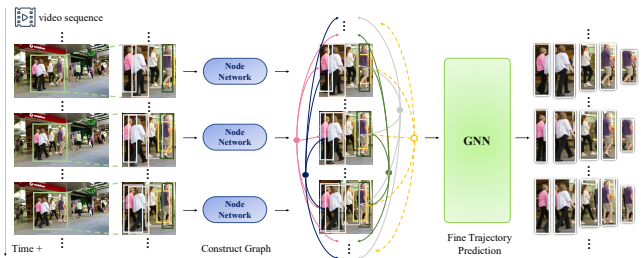 video sequence
Node
Network
Node
Network
Node
Network
GNN
Time +
Construct Graph
Fine Trajectory
Prediction